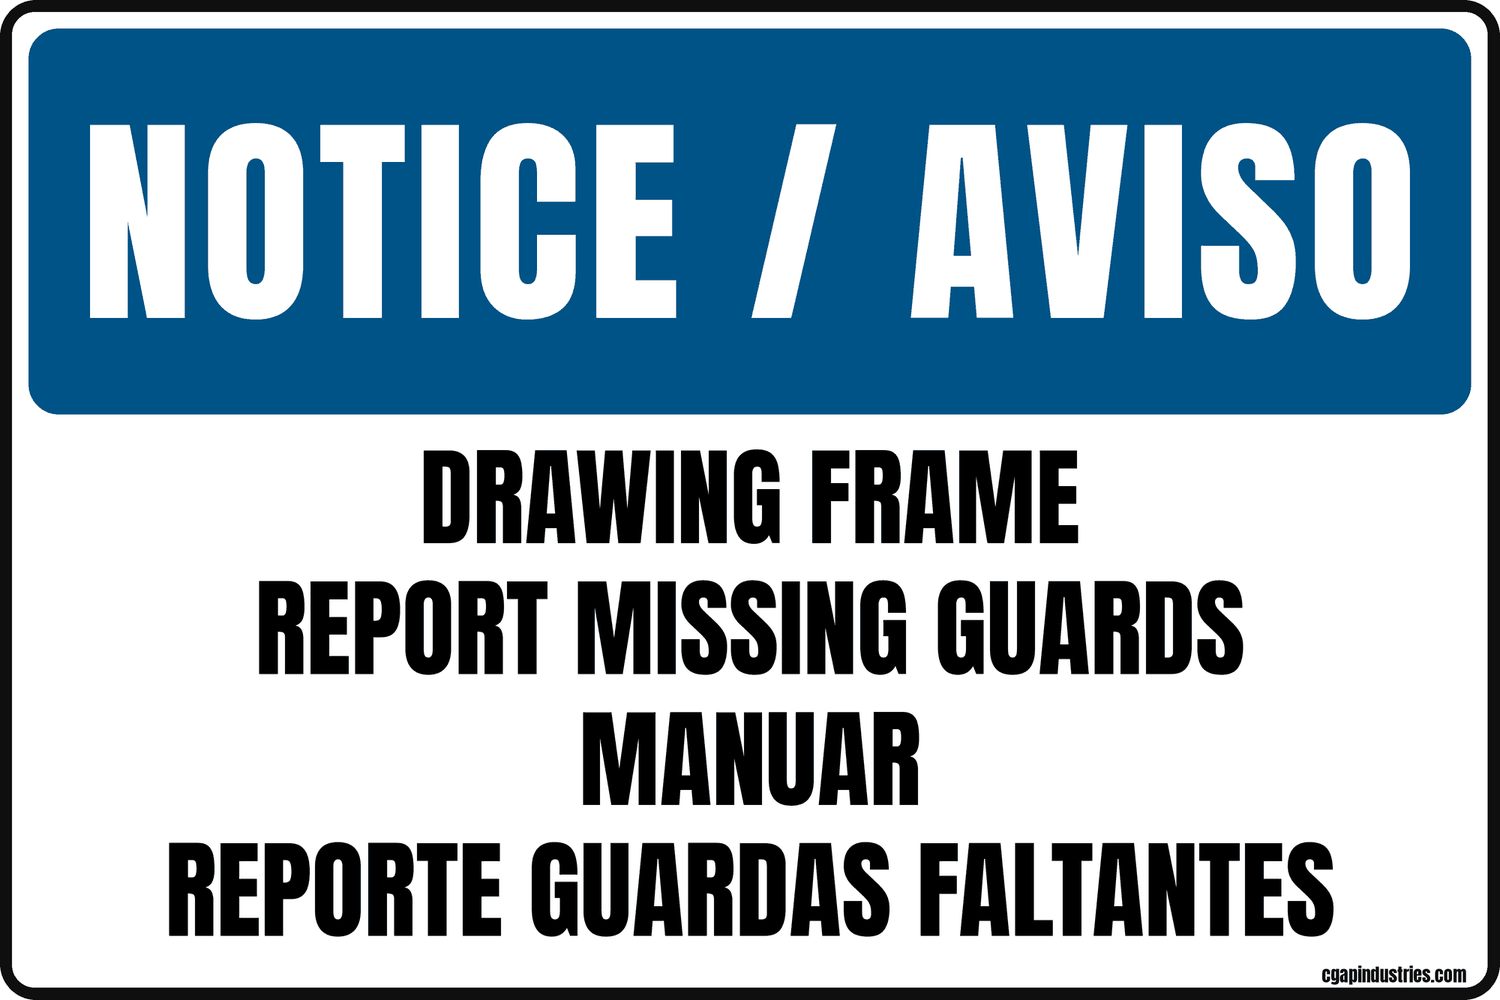 NOTICE / AVISO
DRAWING FRAME
REPORT MISSING GUARDS
MANUAR
REPORTE GUARDAS FALTANTES
cgapindustries.com